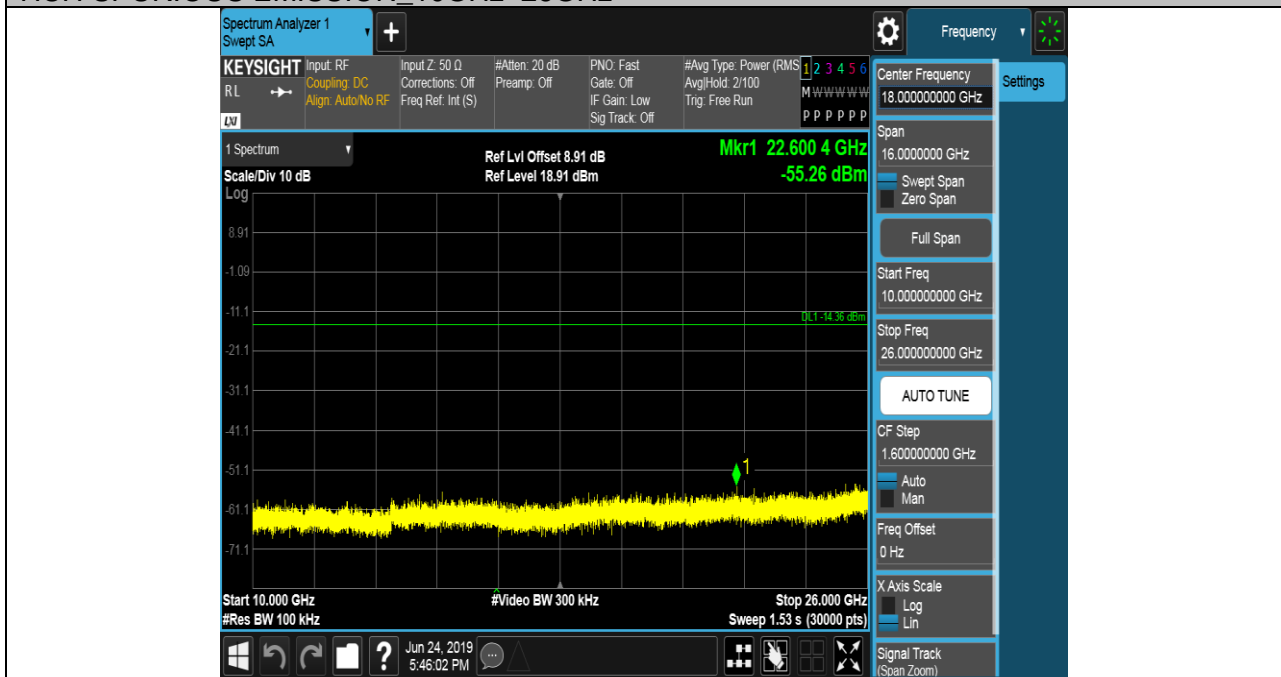 Spectrum Analyzer 1
Swept SA
+
Frequency
KEYSIGHT
RL
LXI
Input: RF
Coupling: DC
Align: Auto/No RF
Input Z: 50 Ω
Corrections: Off
Freq Ref: Int (S)
#Atten: 20 dB
Preamp: Off
PNO: Fast
Gate: Off
IF Gain: Low
Sig Track: Off
#Avg Type: Power (RMS
Avg|Hold: 2/100
Trig: Free Run
1 2 3 4 5 6
M W W W W W
P P P P P P
1 Spectrum
Scale/Div 10 dB
Ref Lvl Offset 8.91 dB
Ref Level 18.91 dBm
Mkr1 22.600 4 GHz
-55.26 dBm
Log
8.91
-1.09
-11.1
DL1 -14.36 dBm
-21.1
-31.1
-41.1
-51.1
1
-61.1
-71.1
Start 10.000 GHz
#Res BW 100 kHz
#Video BW 300 kHz
Stop 26.000 GHz
Sweep 1.53 s (30000 pts)
?
Jun 24, 2019
5:46:02 PM
Center Frequency
18.000000000 GHz
Settings
Span
16.0000000 GHz
Swept Span
Zero Span
Full Span
Start Freq
10.000000000 GHz
Stop Freq
26.000000000 GHz
AUTO TUNE
CF Step
1.600000000 GHz
Auto
Man
Freq Offset
0 Hz
X Axis Scale
Log
Lin
Signal Track
(Span Zoom)